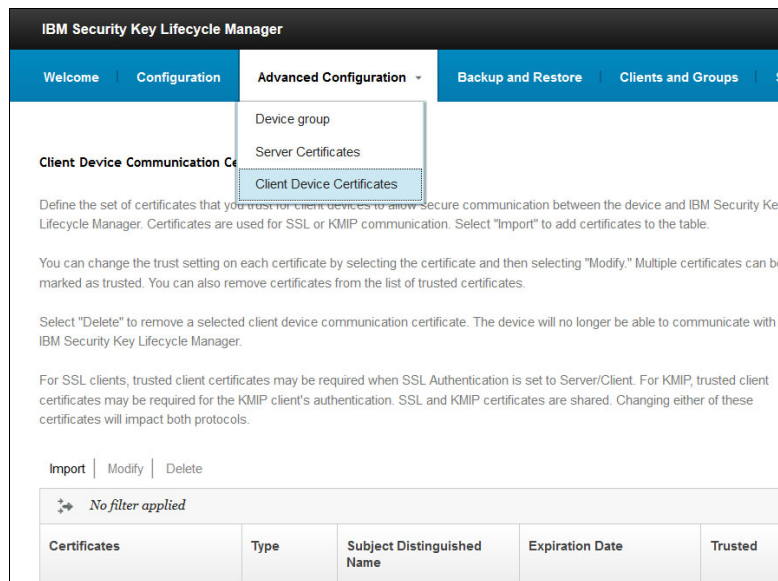 IBM Security Key Lifecycle Manager
Welcome Configuration Advanced Configuration Backup and Restore Clients and Groups
Device group
Server Certificates
Client Device Certificates
Client Device Communication
Define the set of certificates that you trust for client devices to allow secure communication between the device and IBM Security
Lifecycle Manager. Certificates are used for SSL or KMIP communication. Select "Import" to add certificates to the table.
You can change the trust setting on each certificate by selecting the certificate and then selecting "Modify." Multiple certificates can
marked as trusted. You can also remove certificates from the list of trusted certificates.
Select "Delete" to remove a selected client device communication certificate. The device will no longer be able to communicate with
IBM Security Key Lifecycle Manager.
For SSL clients, trusted client certificates may be required when SSL Authentication is set to Server/Client. For KMIP, trusted client
certificates may be required for the KMIP client's authentication. SSL and KMIP certificates are shared. Changing either of these
certificates will impact both protocols.
Import Modify Delete
No filter applied
Certificates Type Subject Distinguished Name Expiration Date Trusted